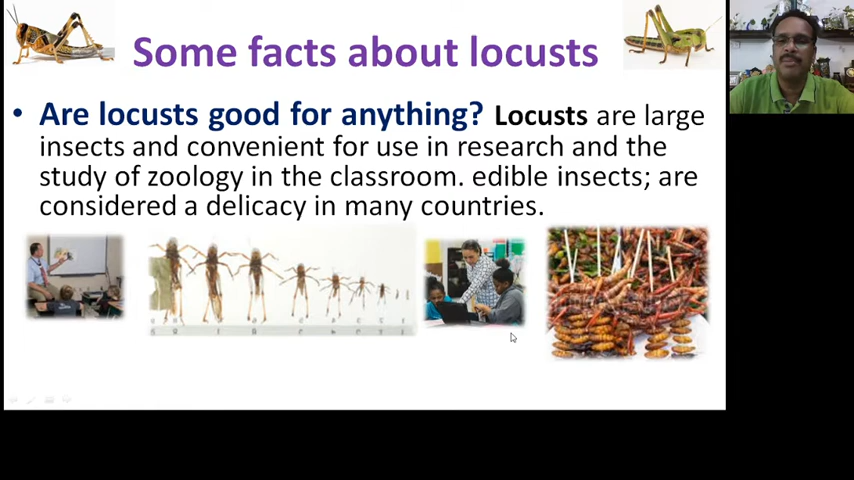 Some facts about locusts
• Are locusts good for anything? Locusts are large
insects and convenient for use in research and the
study of zoology in the classroom. edible insects; are
considered a delicacy in many countries.